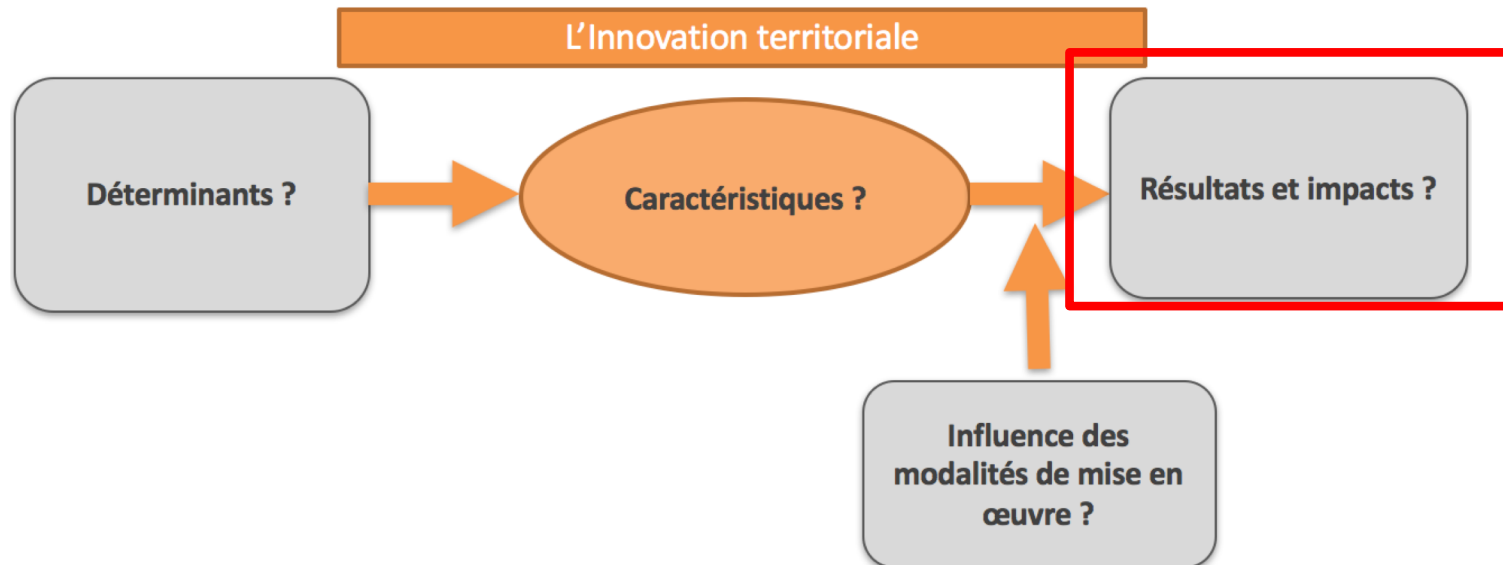 L’Innovation territoriale
Déterminants ?
Caractéristiques ?
Résultats et impacts ?
Influence des
modalités de mise en
œuvre ?